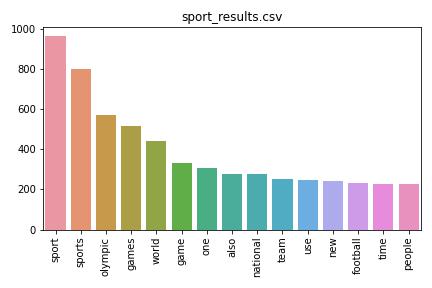 sport_results.csv
1000
800
600
400
200
0
sport
sports
olympic
games
world
game
one
also
national
team
use
new
football
time
people